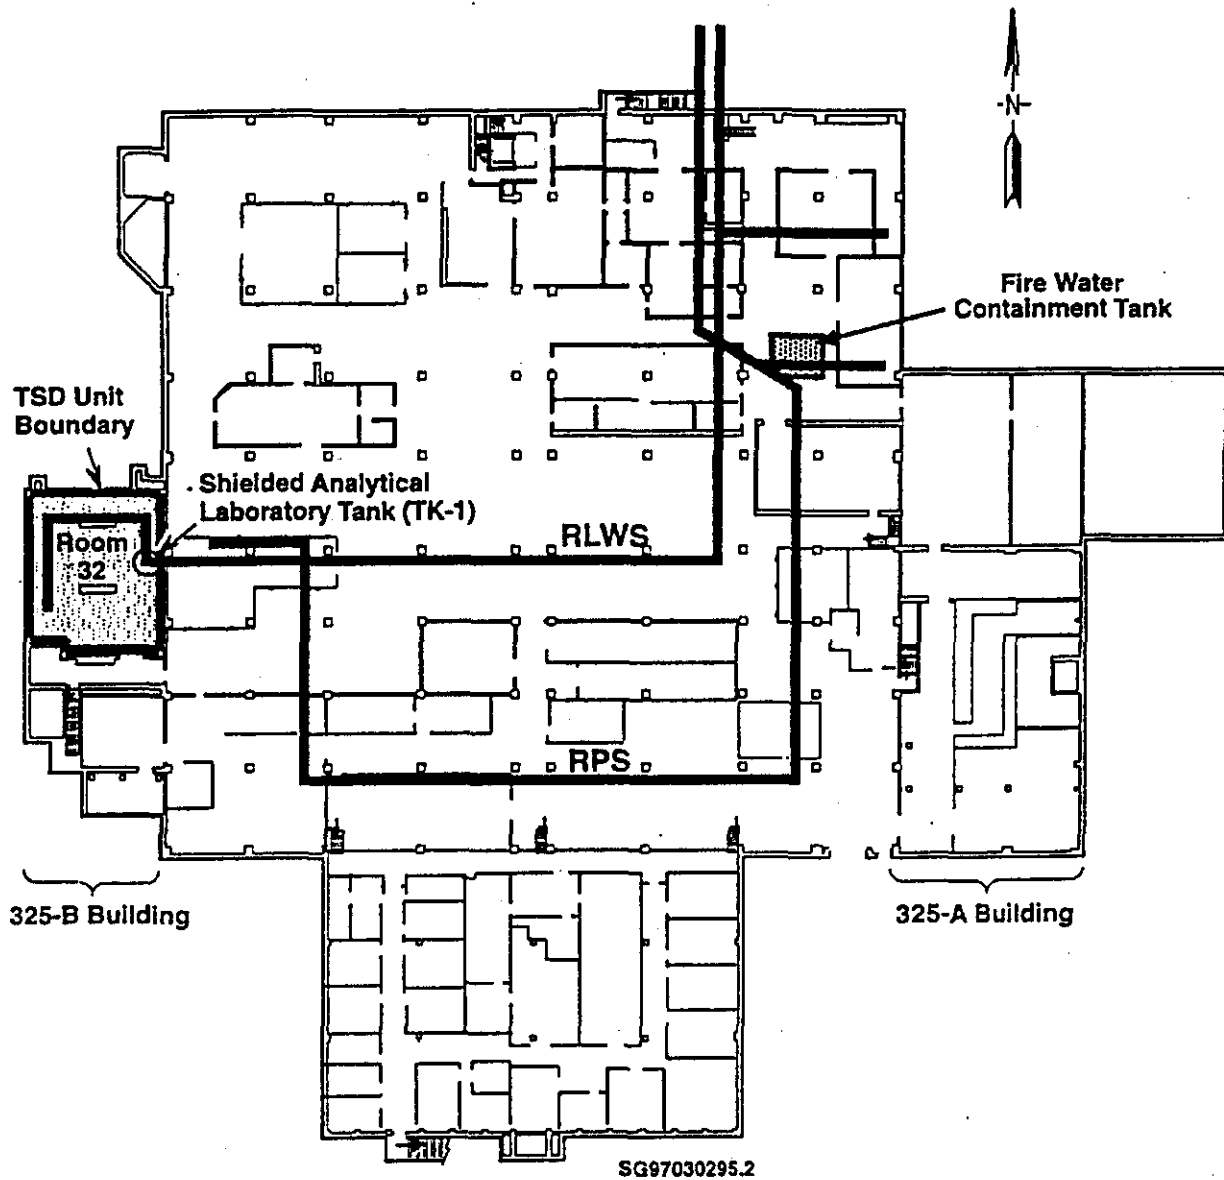 -N-
Fire Water
Containment Tank
TSD Unit
Boundary
Shielded Analytical
Laboratory Tank (TK-1)
Room
32
RLWS
RPS
325-B Building
325-A Building
SG97030295.2